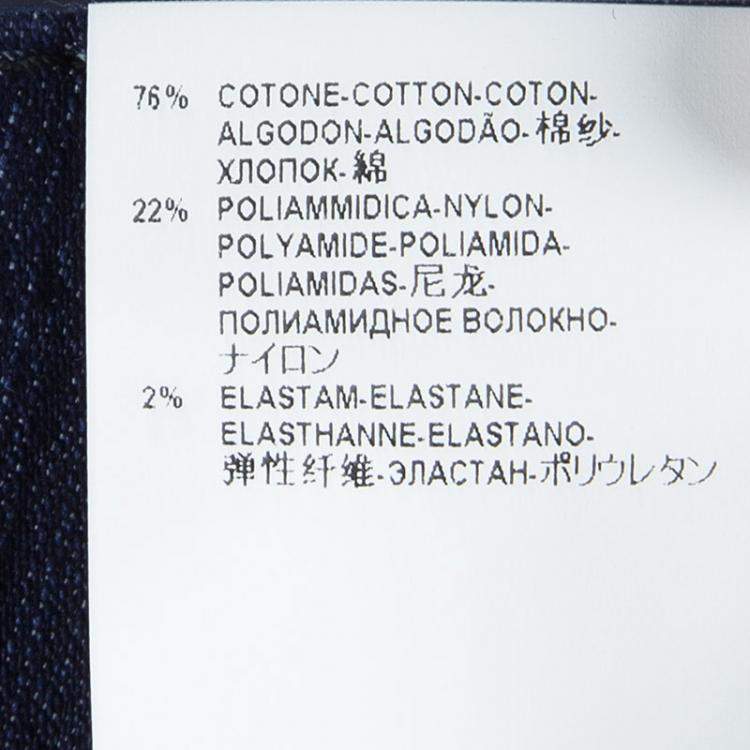 76% COTONE-COTTON-COTON-
ALGODON-ALGODÃO-棉纱-
ХЛОПОК-綿
22% POLIAMMIDICA-NYLON-
POLYAMIDE-POLIAMIDA-
POLIAMIDAS-尼龙-
ПОЛИАМИДНОЕ ВОЛОКНО-
ナイロン
2% ELASTAM-ELASTANE-
ELASTHANNE-ELASTANO-
弹性纤维-ЭЛАСТАН-ポリウレタン